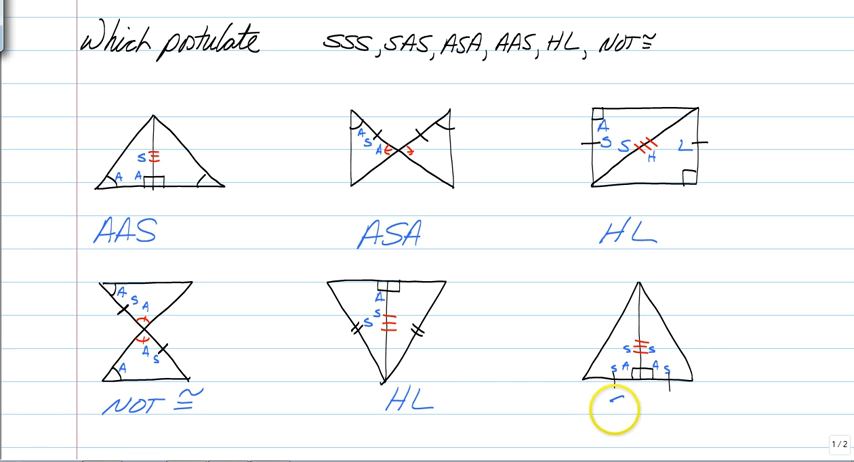 Which postulate SSS, SAS, ASA, AAS, HL, NOT ≅
S A A
A S A
A S S H L
AAS ASA HL
A S A
A S
A
A S S
S S
S A A S
NOT ≅ HL
1 / 2